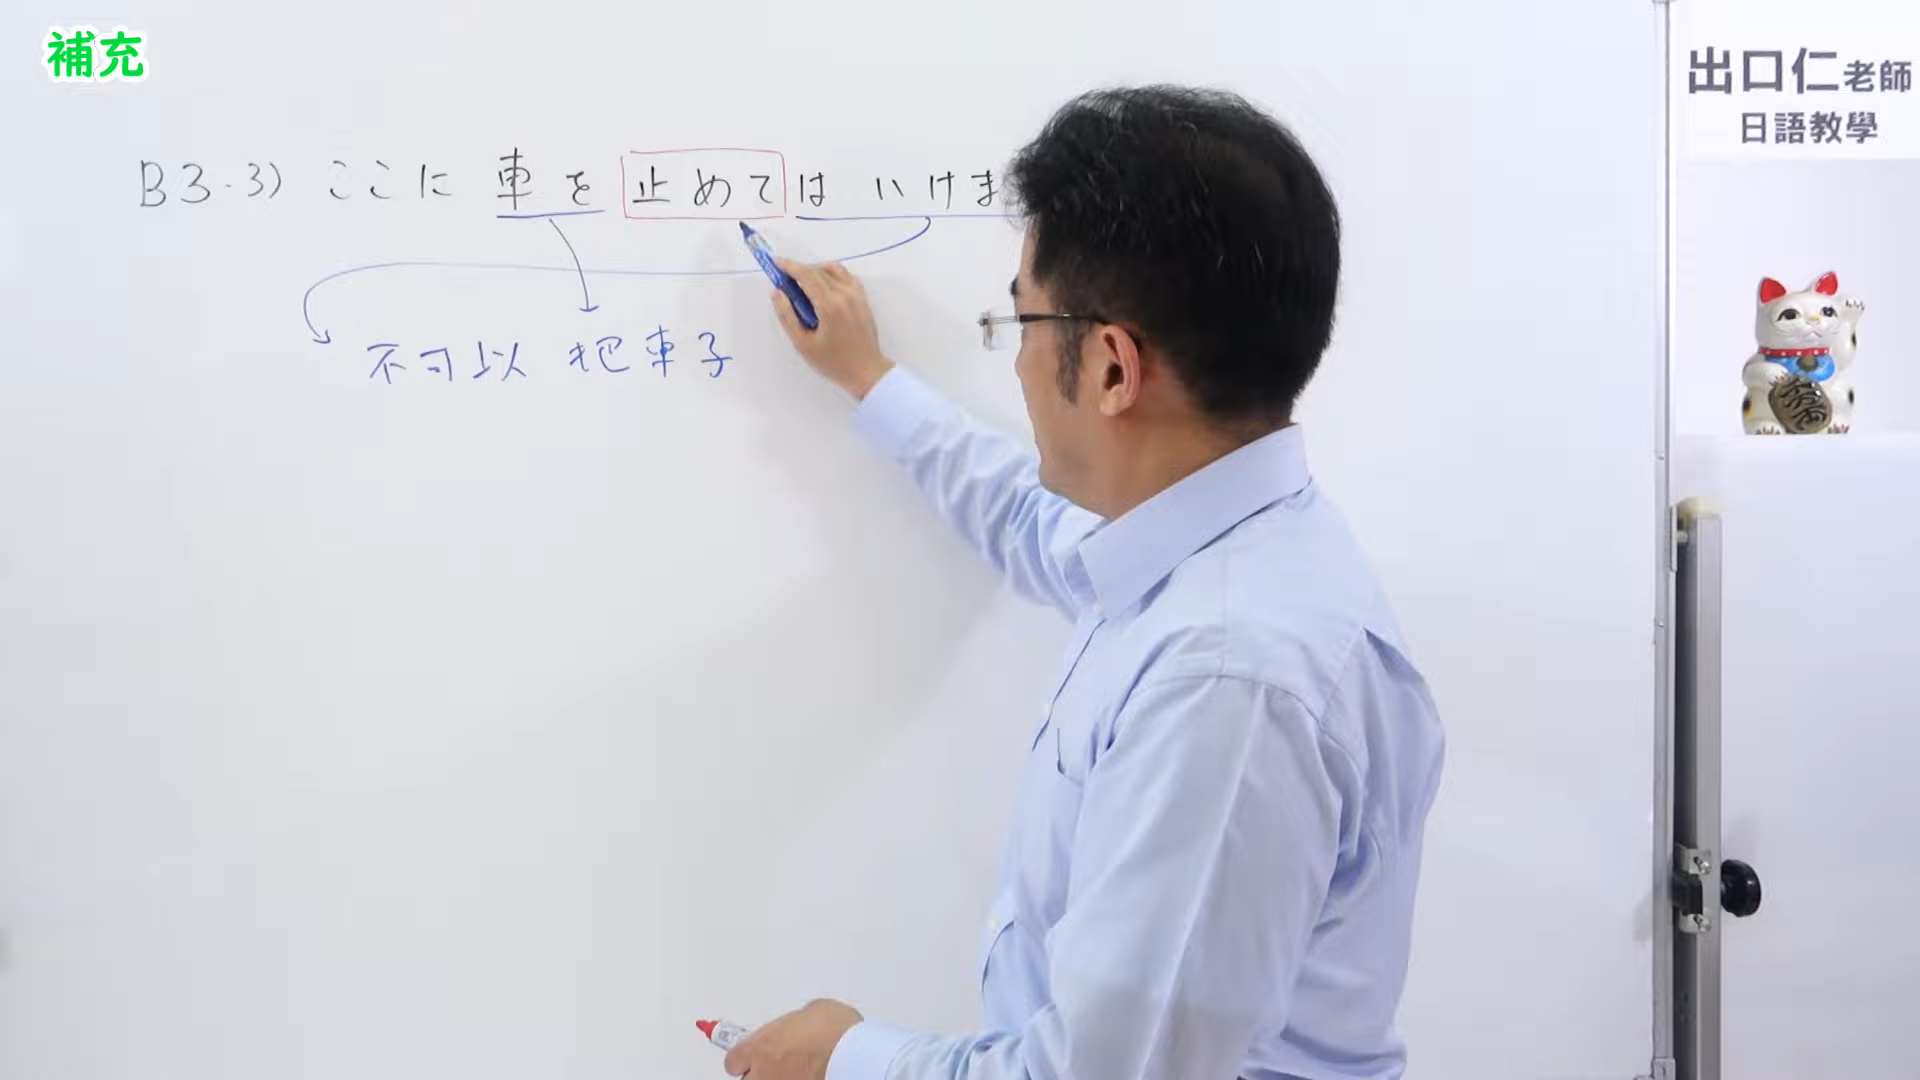 補充
出口仁老師
日語教學
B3.3) ここに 車を 止めては いけま
不可以 把車子